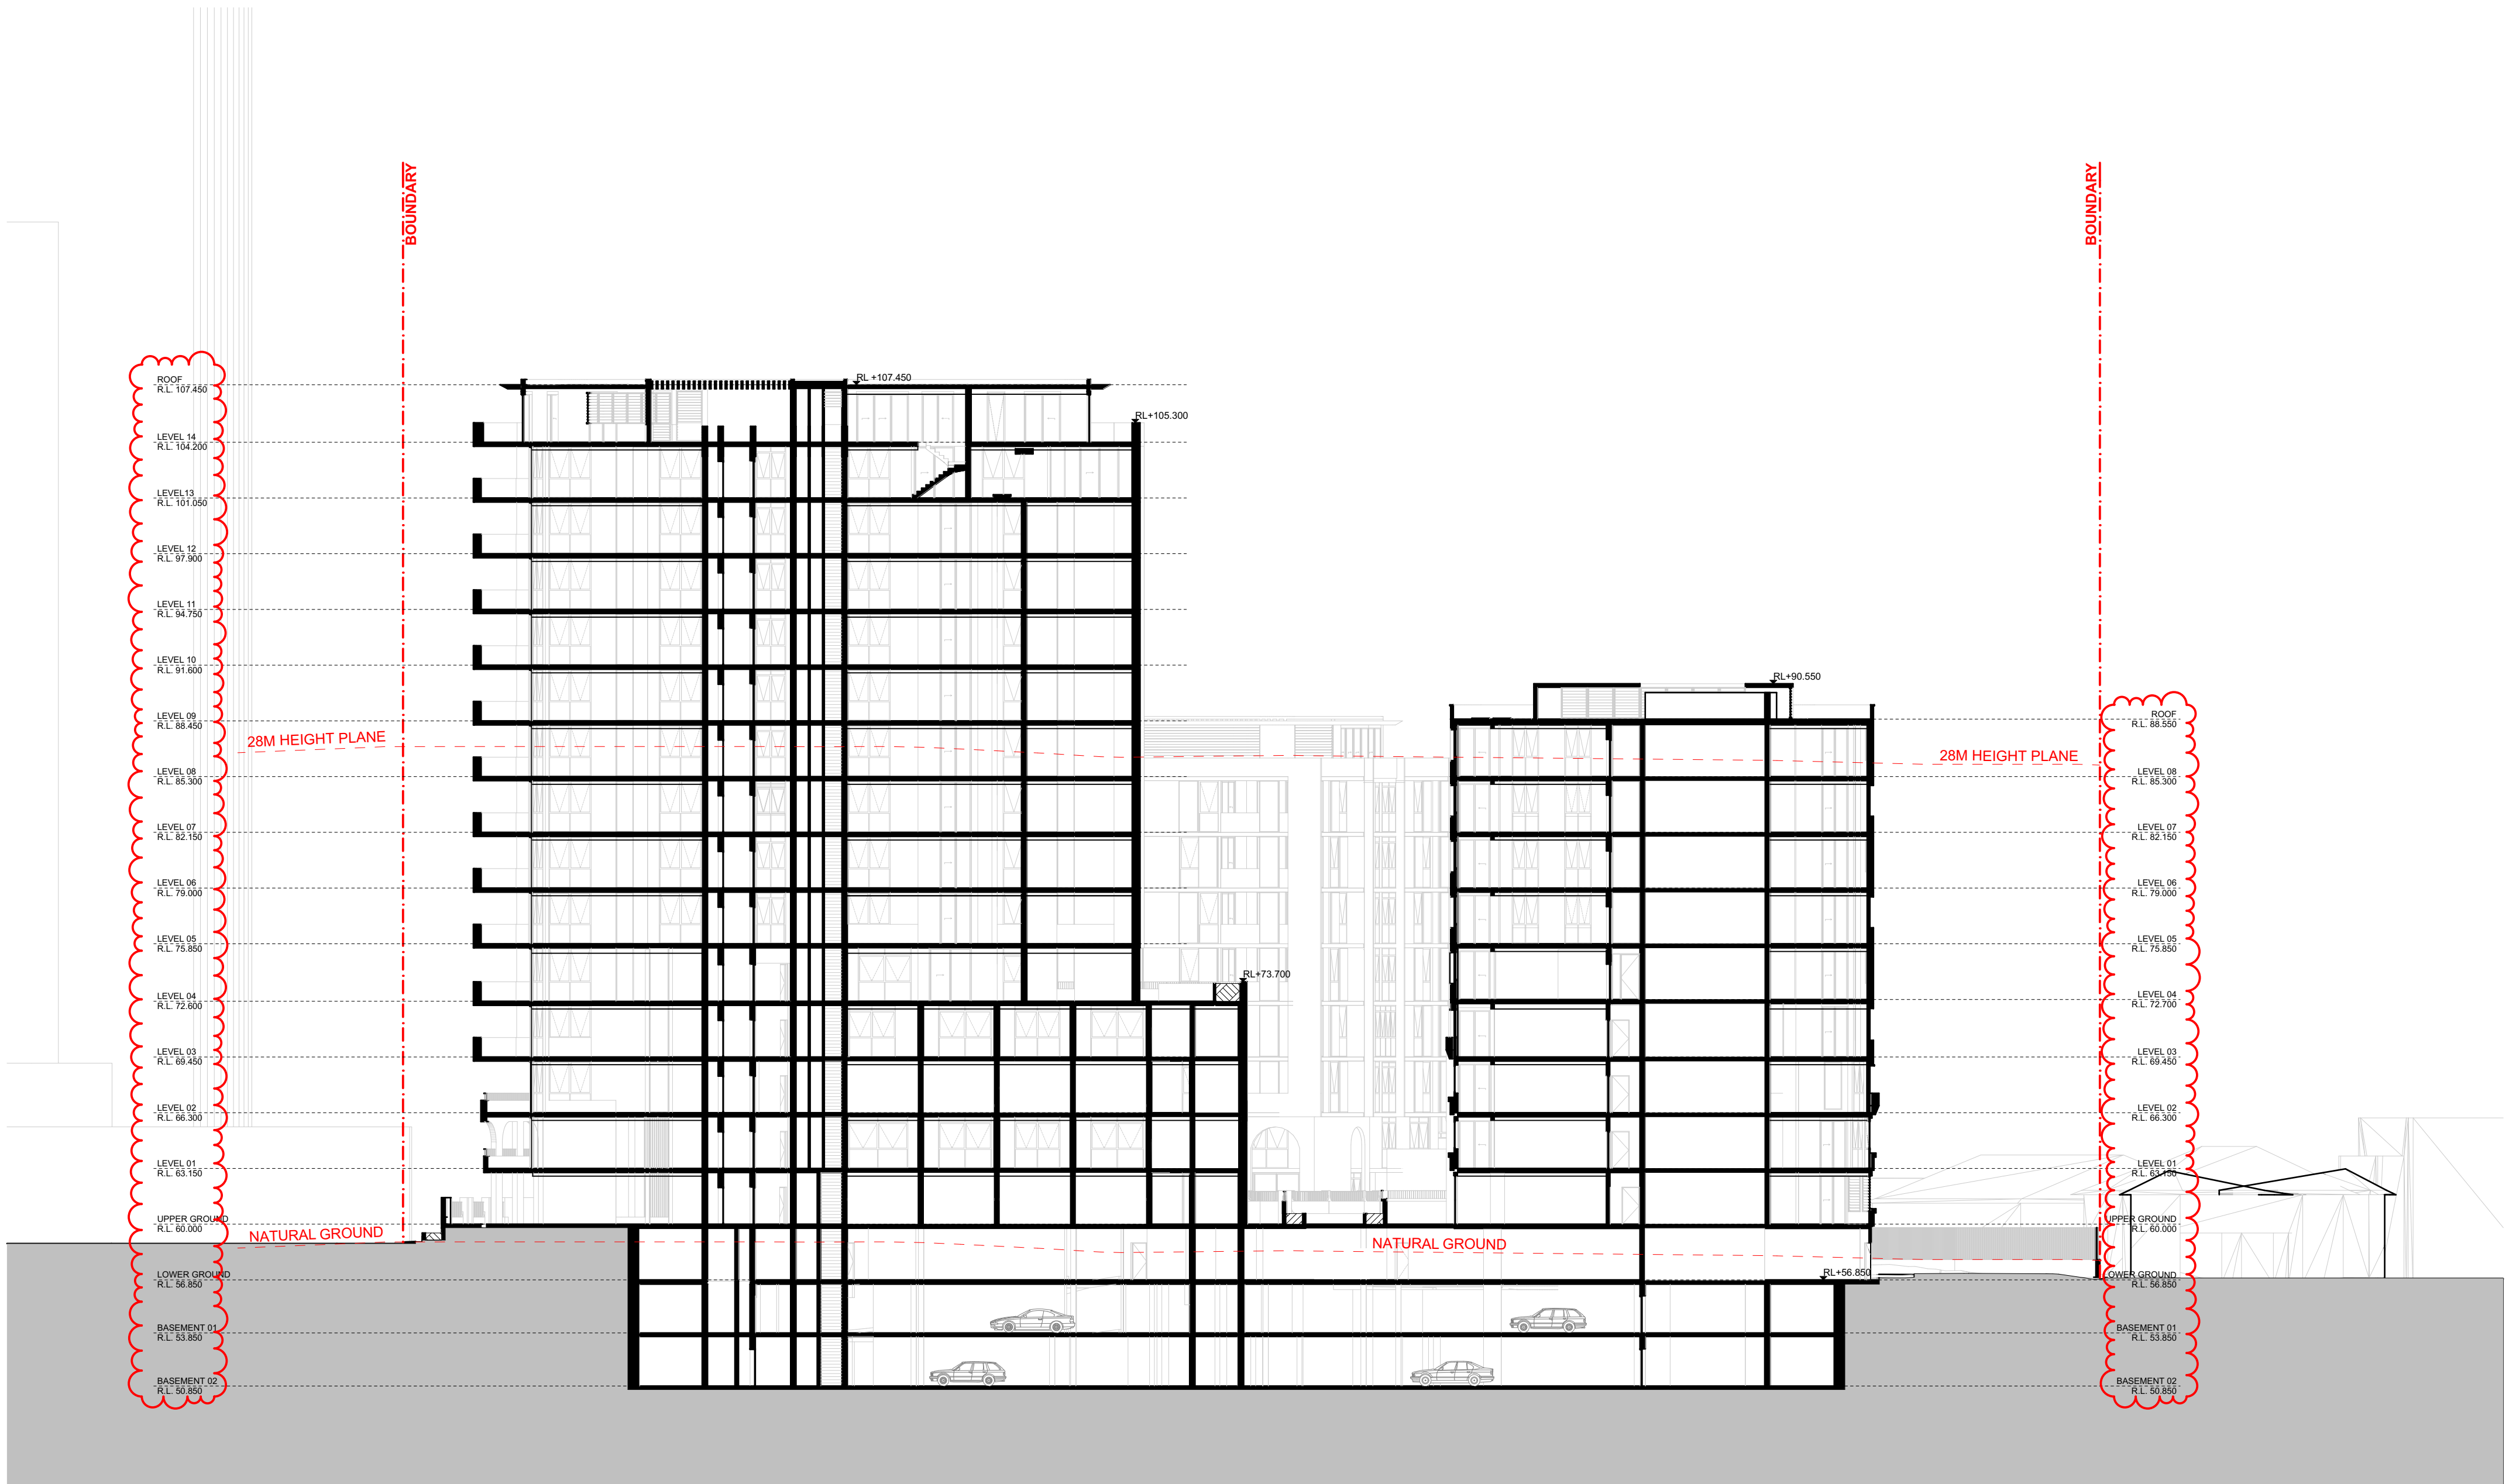 BOUNDARY
BOUNDARY
ROOF
R.L. 107.450
LEVEL 14
R.L. 104.200
LEVEL13
R.L. 101.050
LEVEL 12
R.L. 97.900
LEVEL 11
R.L. 94.750
LEVEL 10
R.L. 91.600
LEVEL 09
R.L. 88.450
LEVEL 08
R.L. 85.300
LEVEL 07
R.L. 82.150
LEVEL 06
R.L. 79.000
LEVEL 05
R.L. 75.850
LEVEL 04
R.L. 72.600
LEVEL 03
R.L. 69.450
LEVEL 02
R.L. 66.300
LEVEL 01
R.L. 63.150
UPPER GROUND
R.L. 60.000
LOWER GROUND
R.L. 56.850
BASEMENT 01
R.L. 53.850
BASEMENT 02
R.L. 50.850
28M HEIGHT PLANE
NATURAL GROUND
RL +107.450
RL+105.300
RL+73.700
RL+90.550
NATURAL GROUND
RL+56.850
28M HEIGHT PLANE
ROOF
R.L. 88.550
LEVEL 08
R.L. 85.300
LEVEL 07
R.L. 82.150
LEVEL 06
R.L. 79.000
LEVEL 05
R.L. 75.850
LEVEL 04
R.L. 72.700
LEVEL 03
R.L. 69.450
LEVEL 02
R.L. 66.300
LEVEL 01
R.L. 63.150
UPPER GROUND
R.L. 60.000
LOWER GROUND
R.L. 56.850
BASEMENT 01
R.L. 53.850
BASEMENT 02
R.L. 50.850